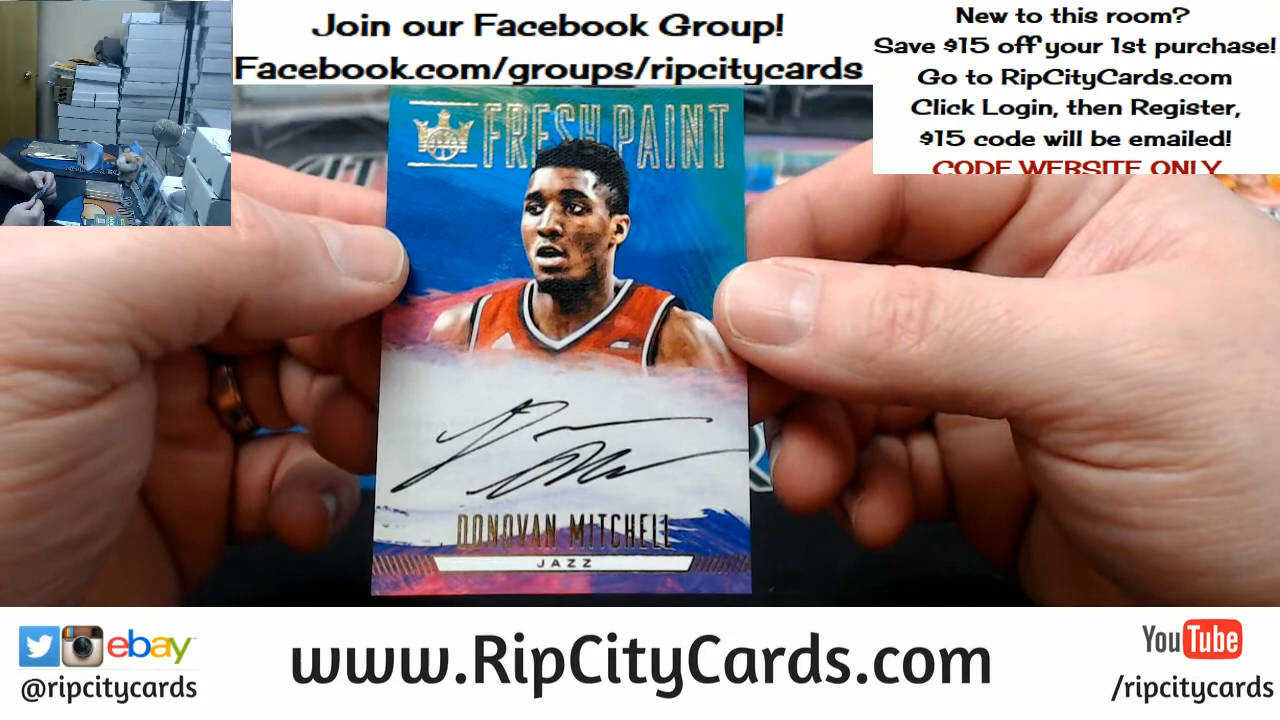 Join our Facebook Group!
Facebook.com/groups/ripcitycards
New to this room?
Save $15 off your 1st purchase!
Go to RipCityCards.com
Click Login, then Register,
$15 code will be emailed!
CODE WEBSITE ONLY
FRESH PAINT
DONOVAN MITCHELL
JAZZ
ebay
@ripcitycards
www.RipCityCards.com
YouTube
/ripcitycards